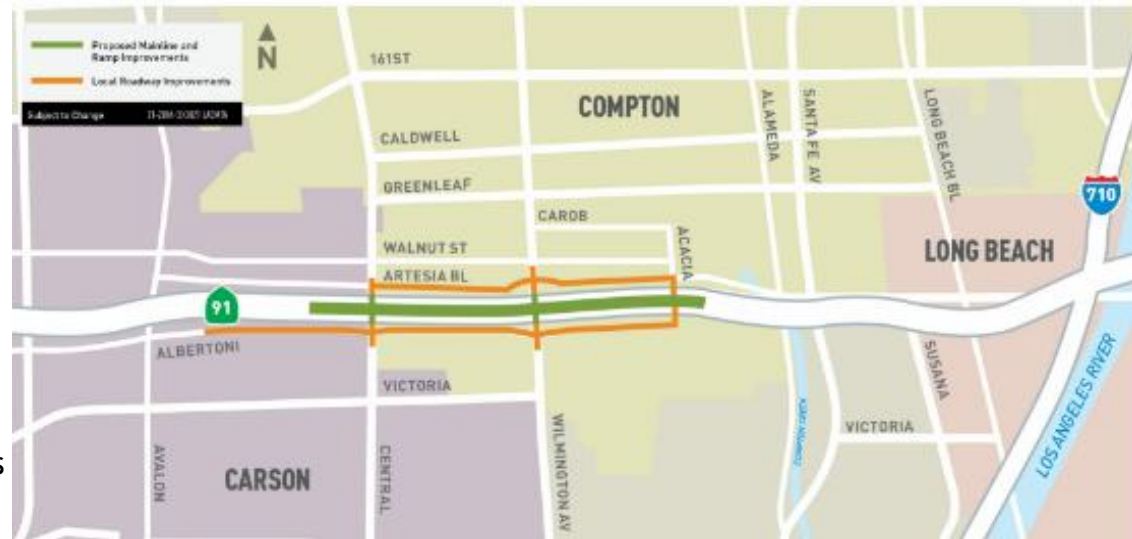 Proposed Mainline and
Ramp Improvements
Local Roadway Improvements
Subject to Change
N
161ST
COMPTON
ALAMEDA
SANTA FE AV
LONG BEACH BL
CALDWELL
GREENLEAF
710
CAROB
ACACIA
WALNUT ST
LONG BEACH
ARTESIA BL
91
ALBERTONI
SUSANA
VICTORIA
VICTORIA
LOS ANGELES RIVER
AVALON
CENTRAL
WILMINGTON AV
CARSON
s